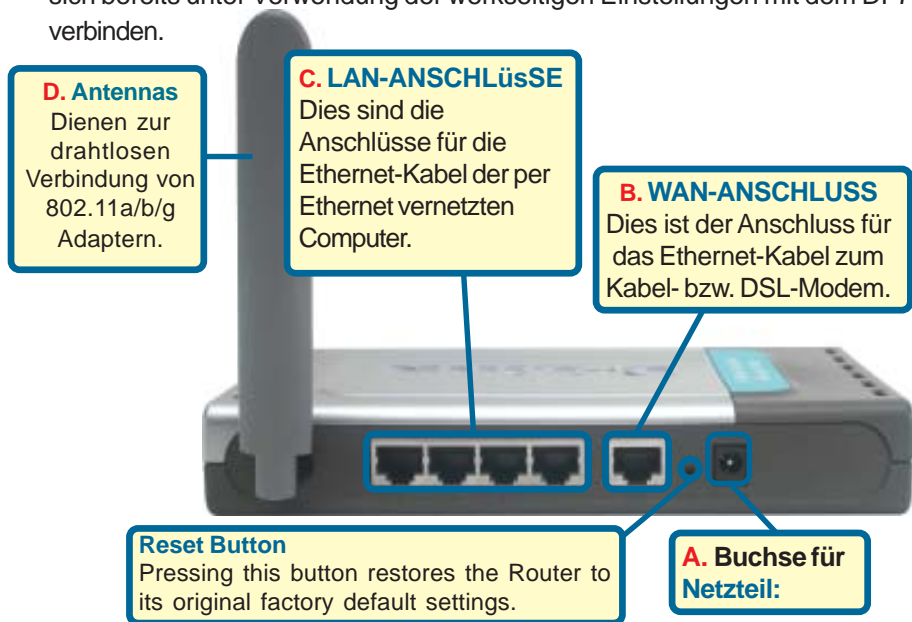 verbinden.
D. Antennas
Dienen zur
drahtlosen
Verbindung von
802.11a/b/g
Adaptern.
C. LAN-ANSCHLüsSE
Dies sind die
Anschlüsse für die
Ethernet-Kabel der per
Ethernet vernetzten
Computer.
B. WAN-ANSCHLUSS
Dies ist der Anschluss für
das Ethernet-Kabel zum
Kabel- bzw. DSL-Modem.
Reset Button
Pressing this button restores the Router to
its original factory default settings.
A. Buchse für
Netzteil: